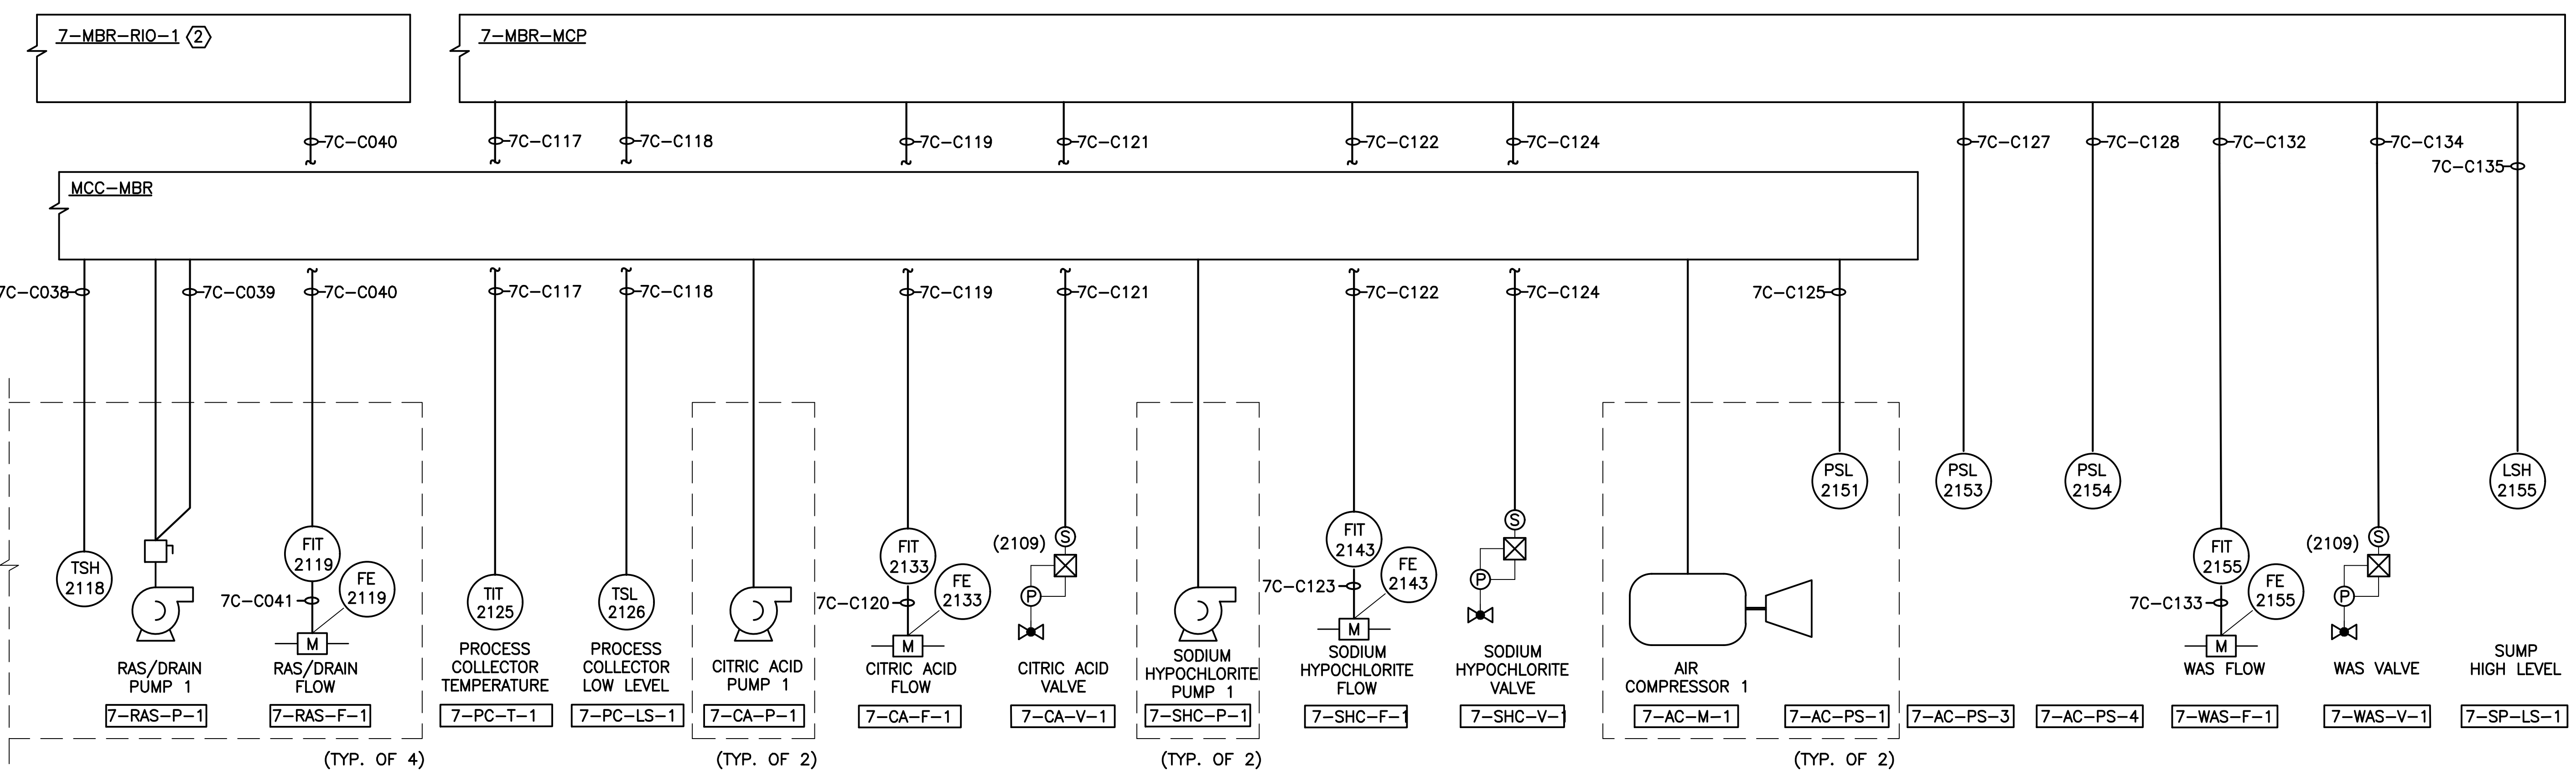 7-MBR-RIO-1 2
7-MBR-MCP
7C-C040
7C-C117
7C-C118
7C-C119
7C-C121
7C-C122
7C-C124
7C-C127
7C-C128
7C-C132
7C-C134
7C-C135
MCC-MBR
7C-C038
7C-C039
7C-C040
7C-C117
7C-C118
7C-C119
7C-C121
7C-C122
7C-C124
7C-C125
TSH
2118
FIT
2119
FE
2119
7C-C041
M
TIT
2125
TSL
2126
FIT
2133
FE
2133
7C-C120
M
(2109)
S
P
FIT
2143
FE
2143
7C-C123
M
S
P
PSL
2151
PSL
2153
PSL
2154
FIT
2155
FE
2155
7C-C133
M
(2109)
S
P
LSH
2155
RAS/DRAIN
PUMP 1
7-RAS-P-1
RAS/DRAIN
FLOW
7-RAS-F-1
PROCESS
COLLECTOR
TEMPERATURE
7-PC-T-1
PROCESS
COLLECTOR
LOW LEVEL
7-PC-LS-1
CITRIC ACID
PUMP 1
7-CA-P-1
CITRIC ACID
FLOW
7-CA-F-1
CITRIC ACID
VALVE
7-CA-V-1
SODIUM
HYPOCHLORITE
PUMP 1
7-SHC-P-1
SODIUM
HYPOCHLORITE
FLOW
7-SHC-F-1
SODIUM
HYPOCHLORITE
VALVE
7-SHC-V-1
AIR
COMPRESSOR 1
7-AC-M-1
7-AC-PS-1
7-AC-PS-3
7-AC-PS-4
WAS FLOW
7-WAS-F-1
WAS VALVE
7-WAS-V-1
SUMP
HIGH LEVEL
7-SP-LS-1
(TYP. OF 4)
(TYP. OF 2)
(TYP. OF 2)
(TYP. OF 2)